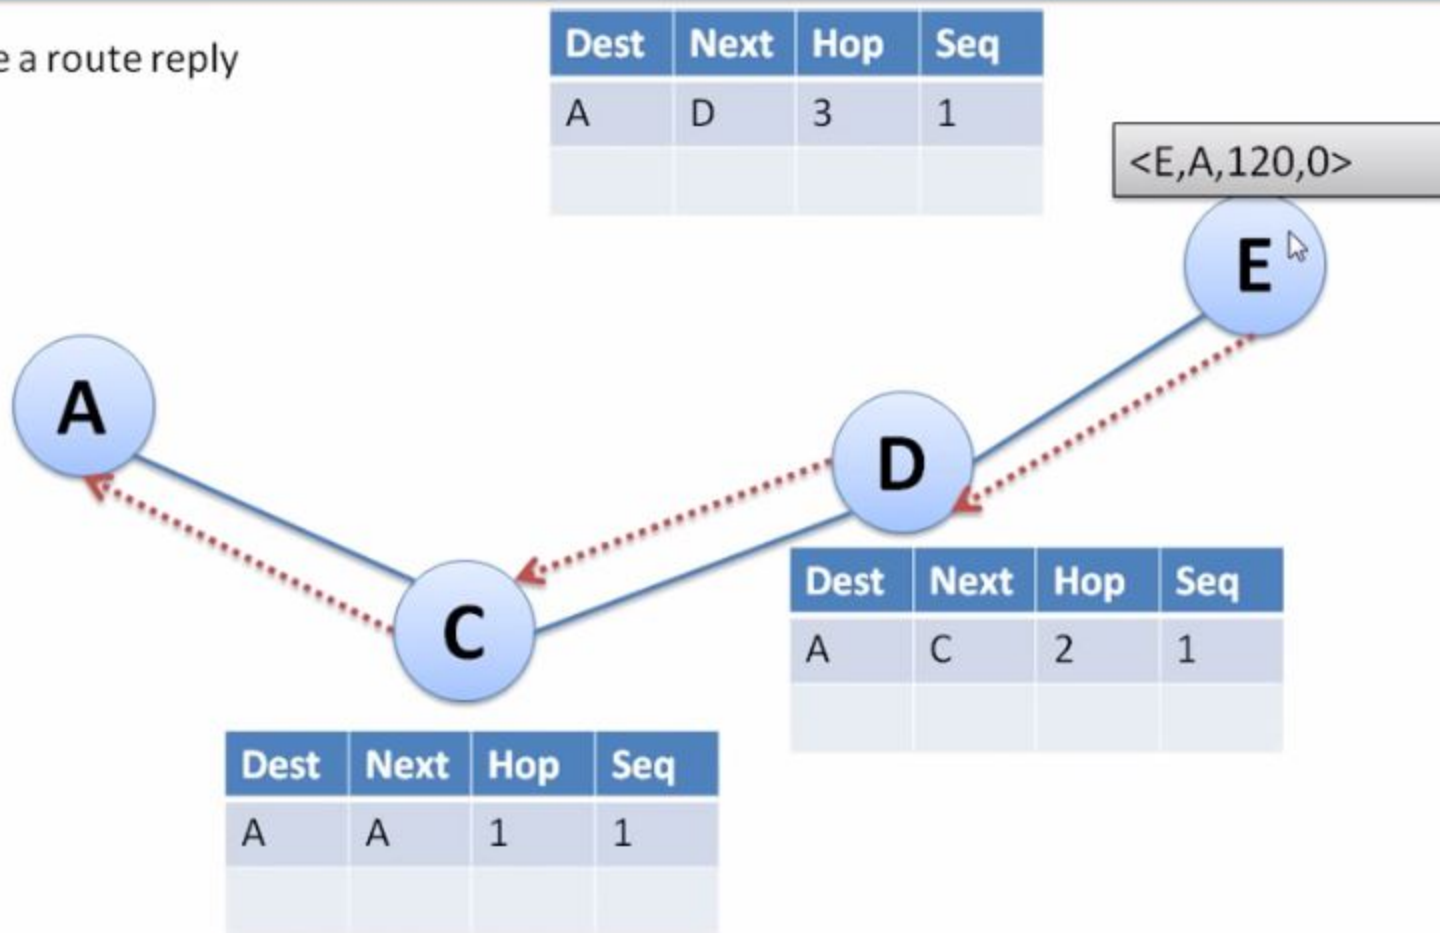 e a route reply
Dest Next Hop Seq
A D 3 1
<E,A,120,0>
E
A
D
Dest Next Hop Seq
A C 2 1
C
Dest Next Hop Seq
A A 1 1